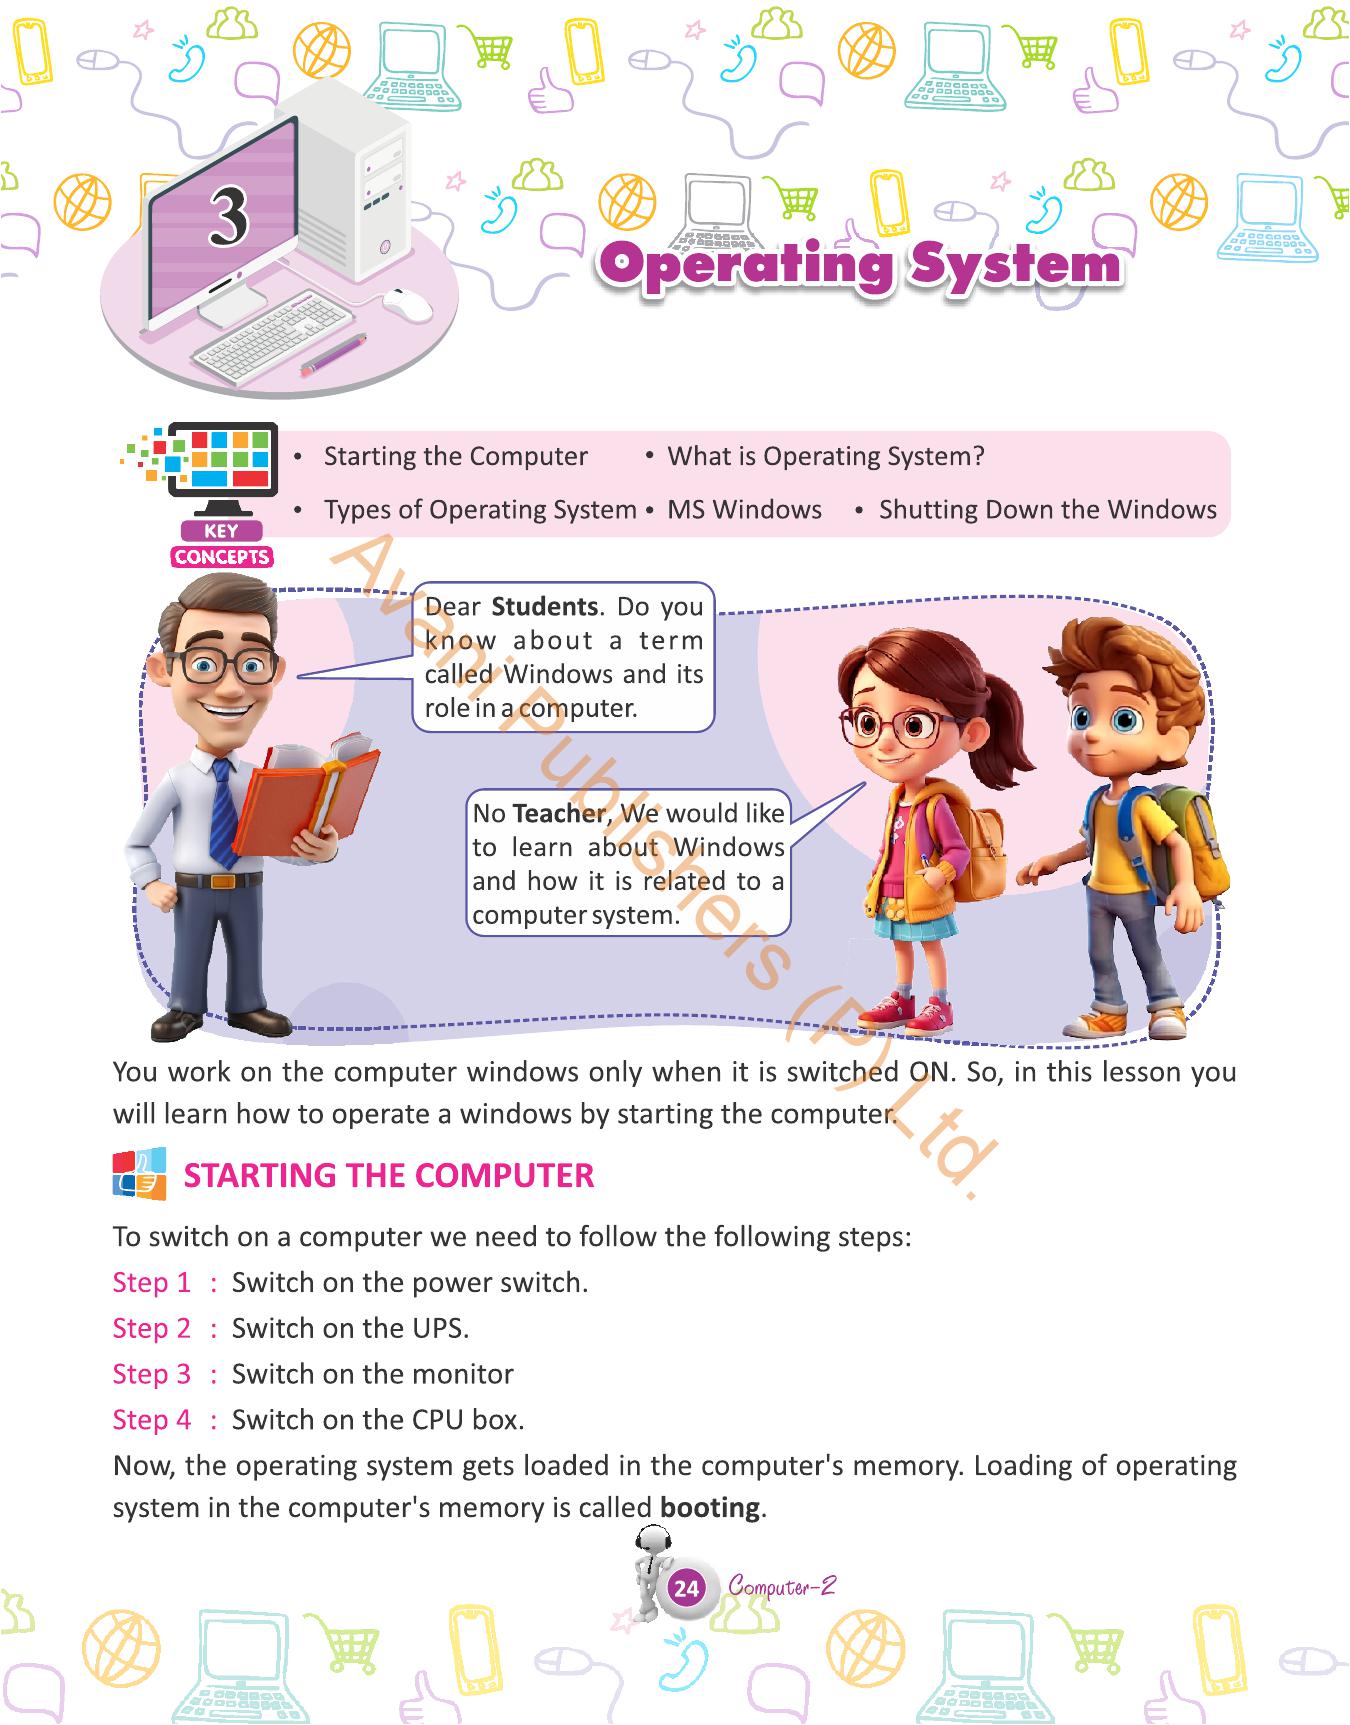 3
Operating System
• Starting the Computer • What is Operating System?
• Types of Operating System • MS Windows • Shutting Down the Windows
KEY
CONCEPTS
Dear Students. Do you
know about a term
called Windows and its
role in a computer.
No Teacher, We would like
to learn about Windows
and how it is related to a
computer system.
Avani Publishers (P) Ltd.
You work on the computer windows only when it is switched ON. So, in this lesson you
will learn how to operate a windows by starting the computer.
STARTING THE COMPUTER
To switch on a computer we need to follow the following steps:
Step 1 : Switch on the power switch.
Step 2 : Switch on the UPS.
Step 3 : Switch on the monitor
Step 4 : Switch on the CPU box.
Now, the operating system gets loaded in the computer's memory. Loading of operating
system in the computer's memory is called booting.
24 Computer-2